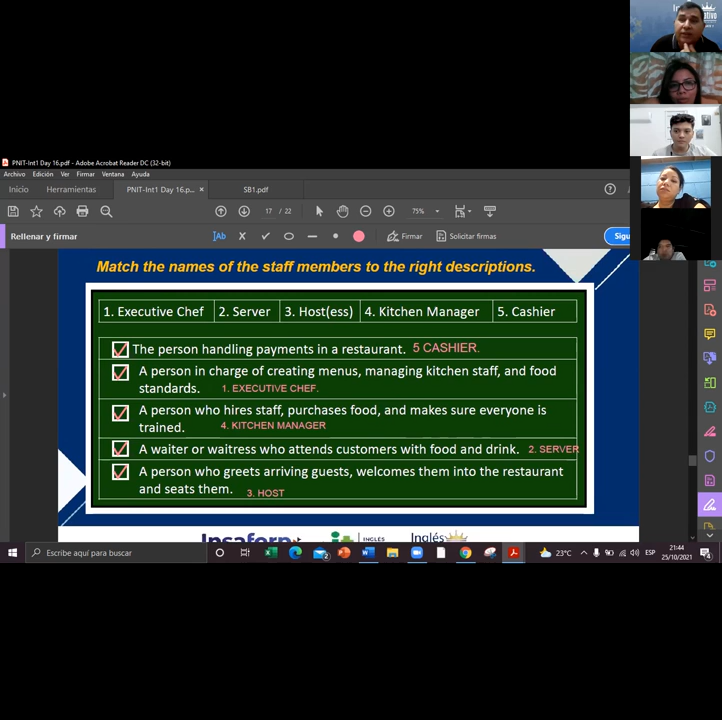 PNIT-Int1 Day 16.pdf - Adobe Acrobat Reader DC (32-bit)
Archivo Edición Ver Firmar Ventana Ayuda
Inicio Herramientas PNIT-Int1 Day 16.p... × SB1.pdf
17 / 22 75%
Rellenar y firmar Ab Firmar Solicitar firmas Sigu
Match the names of the staff members to the right descriptions.
1. Executive Chef 2. Server 3. Host(ess) 4. Kitchen Manager 5. Cashier
The person handling payments in a restaurant. 5 CASHIER.
A person in charge of creating menus, managing kitchen staff, and food
standards. 1. EXECUTIVE CHEF.
A person who hires staff, purchases food, and makes sure everyone is
trained. 4. KITCHEN MANAGER
A waiter or waitress who attends customers with food and drink. 2. SERVER
A person who greets arriving guests, welcomes them into the restaurant
and seats them. 3. HOST
Insaforp INGLÉS Inglés
Escribe aquí para buscar 23°C ESP 21:44
25/10/2021 4